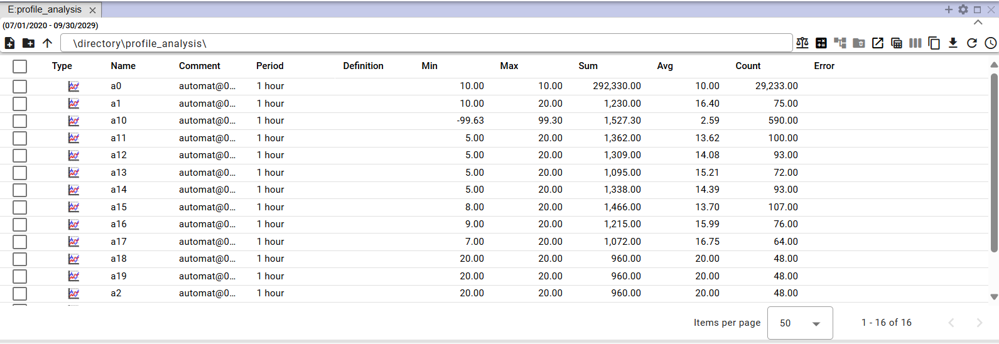 E:profile_analysis
(07/01/2020 - 09/30/2029)
\directory\profile_analysis\
Type Name Comment Period Definition Min Max Sum Avg Count Error
a0 automat@0... 1 hour 10.00 10.00 292,330.00 10.00 29,233.00
a1 automat@0... 1 hour 10.00 20.00 1,230.00 16.40 75.00
a10 automat@0... 1 hour -99.63 99.30 1,527.30 2.59 590.00
a11 automat@0... 1 hour 5.00 20.00 1,362.00 13.62 100.00
a12 automat@0... 1 hour 5.00 20.00 1,309.00 14.08 93.00
a13 automat@0... 1 hour 5.00 20.00 1,095.00 15.21 72.00
a14 automat@0... 1 hour 5.00 20.00 1,338.00 14.39 93.00
a15 automat@0... 1 hour 8.00 20.00 1,466.00 13.70 107.00
a16 automat@0... 1 hour 9.00 20.00 1,215.00 15.99 76.00
a17 automat@0... 1 hour 7.00 20.00 1,072.00 16.75 64.00
a18 automat@0... 1 hour 20.00 20.00 960.00 20.00 48.00
a19 automat@0... 1 hour 20.00 20.00 960.00 20.00 48.00
a2 automat@0... 1 hour 20.00 20.00 960.00 20.00 48.00
Items per page 50 1 - 16 of 16